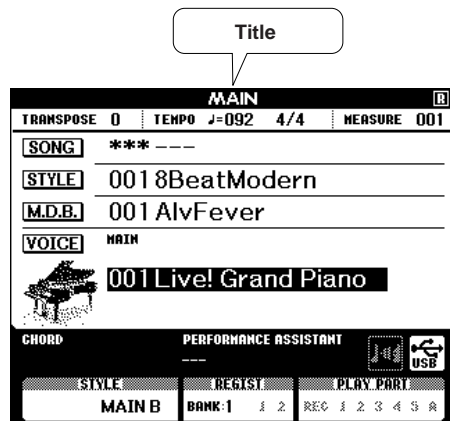 Title
MAIN R
TRANSPOSE 0 TEMPO ♩=092 4/4 MEASURE 001
SONG ***---
STYLE 001 8BeatModern
M.D.B. 001 AlvFever
VOICE MAIN
001 Live! Grand Piano
CHORD PERFORMANCE ASSISTANT
---
USB
STYLE REGIST PLAY PART
MAIN B BANK:1 1 2 REC 1 2 3 4 5 A